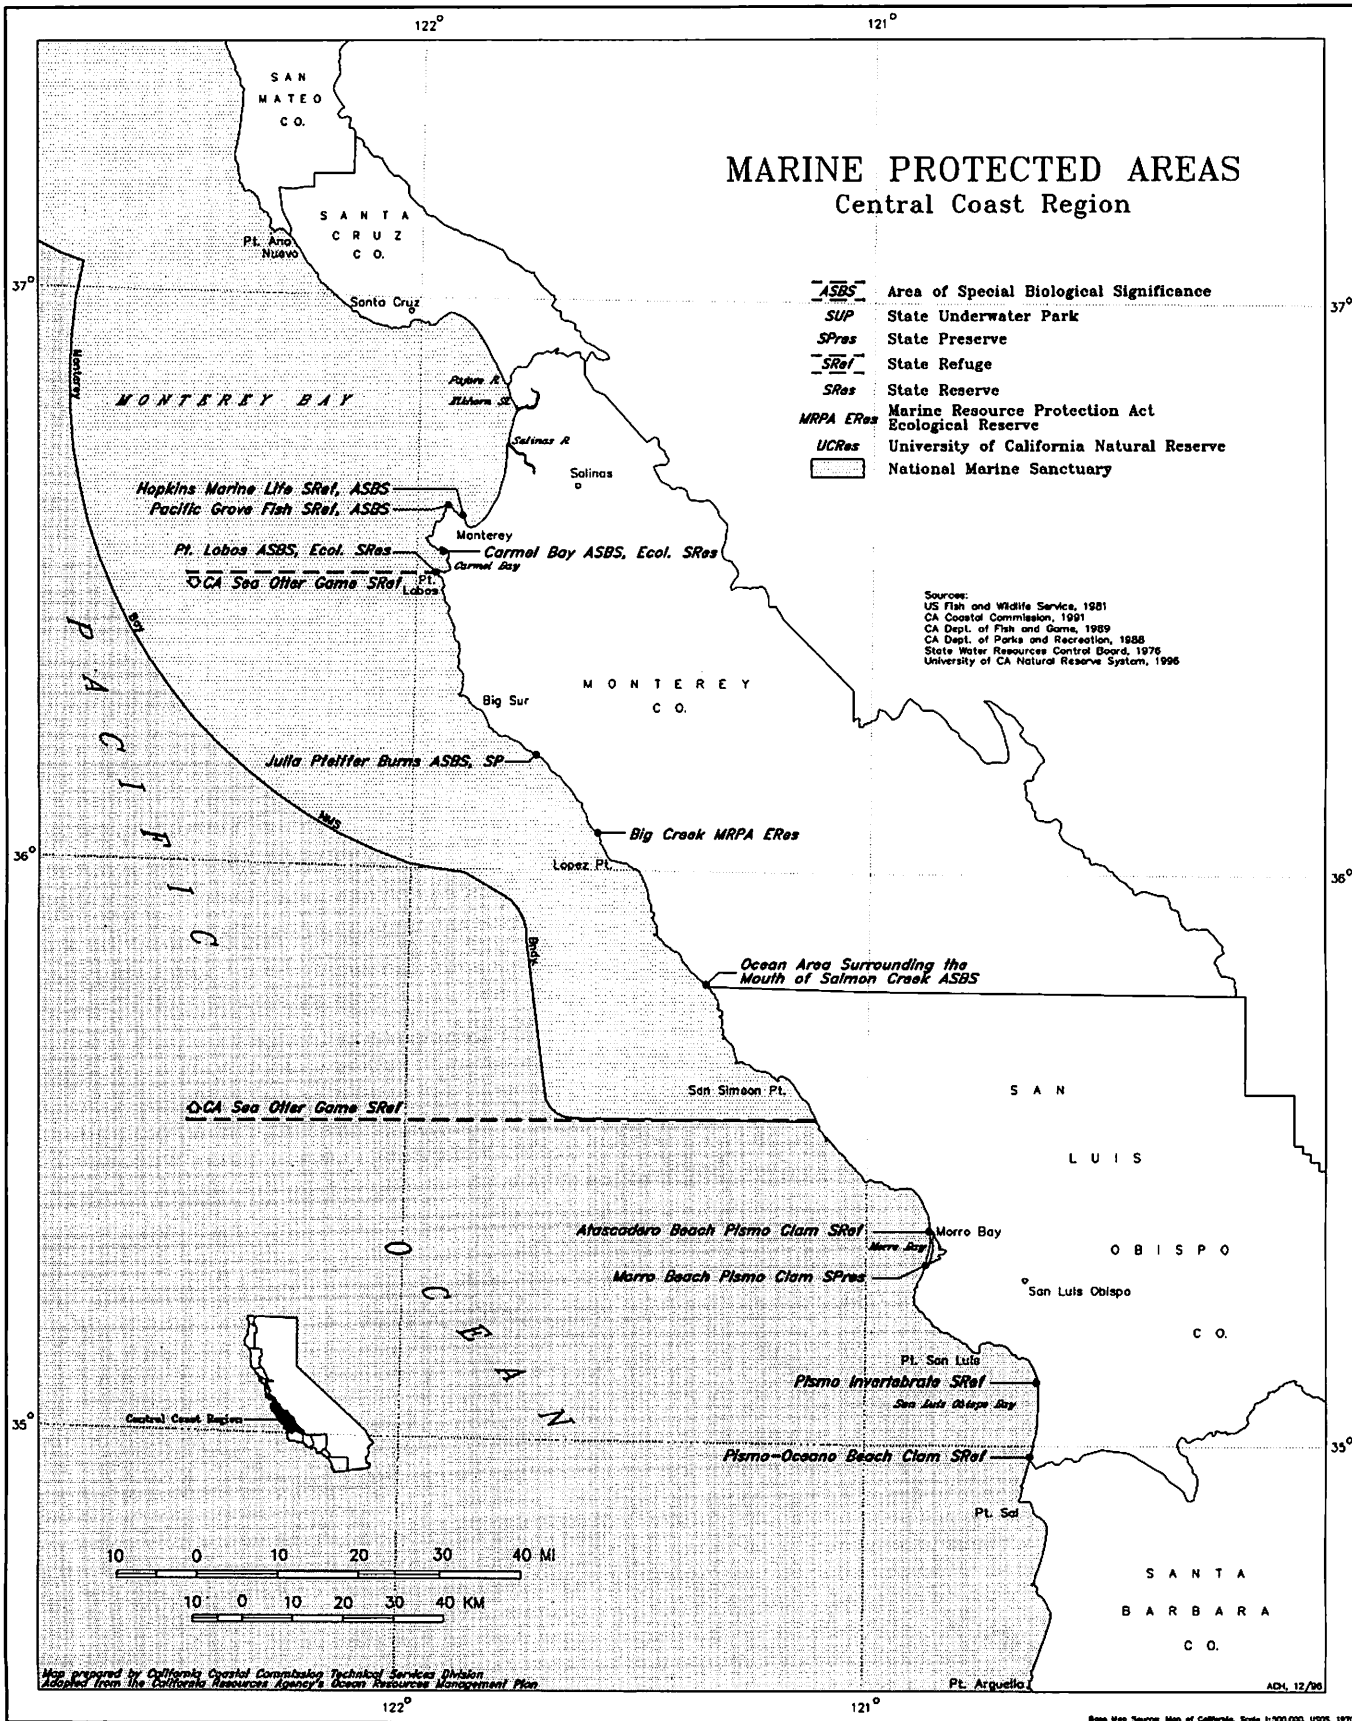 122°
121°
SAN
MATEO
CO.
MARINE PROTECTED AREAS
Central Coast Region
SANTA
CRUZ
CO.
Pt. Ano
Nuevo
37°
37°
Santa Cruz
ASBS Area of Special Biological Significance
SUP State Underwater Park
SPres State Preserve
SRef State Refuge
SRes State Reserve
MRPA ERes Marine Resource Protection Act
Ecological Reserve
UCRes University of California Natural Reserve
National Marine Sanctuary
Monterey
MONTEREY BAY
Pajaro R.
Elkhorn Sl.
Salinas R.
Salinas
Hopkins Marine Life SRef, ASBS
Pacific Grove Fish SRef, ASBS
Monterey
Pt. Lobos ASBS, Ecol. SRes
Carmel Bay ASBS, Ecol. SRes
Carmel Bay
CA Sea Otter Game SRef
Pt.
Lobos
Sources:
US Fish and Wildlife Service, 1981
CA Coastal Commission, 1991
CA Dept. of Fish and Game, 1989
CA Dept. of Parks and Recreation, 1988
State Water Resources Control Board, 1976
University of CA Natural Reserve System, 1996
Bay
PACIFIC
MONTEREY
CO.
Big Sur
Julia Pfeiffer Burns ASBS, SP
NMS
Big Creek MRPA ERes
36°
36°
Lopez Pt.
Bndy.
Ocean Area Surrounding the
Mouth of Salmon Creek ASBS
San Simeon Pt.
SAN
CA Sea Otter Game SRef
LUIS
Atascadero Beach Pismo Clam SRef
Morro Bay
Morro Bay
OBISPO
Morro Beach Pismo Clam SPres
San Luis Obispo
OCEAN
CO.
Pt. San Luis
Pismo Invertebrate SRef
San Luis Obispo Bay
Central Coast Region
35°
35°
Pismo-Oceano Beach Clam SRef
Pt. Sal
10 0 10 20 30 40 MI
10 0 10 20 30 40 KM
SANTA
BARBARA
CO.
Map prepared by California Coastal Commission Technical Services Division
Adapted from the California Resources Agency's Ocean Resources Management Plan
Pt. Arguello
ACH, 12/96
122°
121°
Base Map Source: Map of California, Scale 1:500,000, USGS, 1970